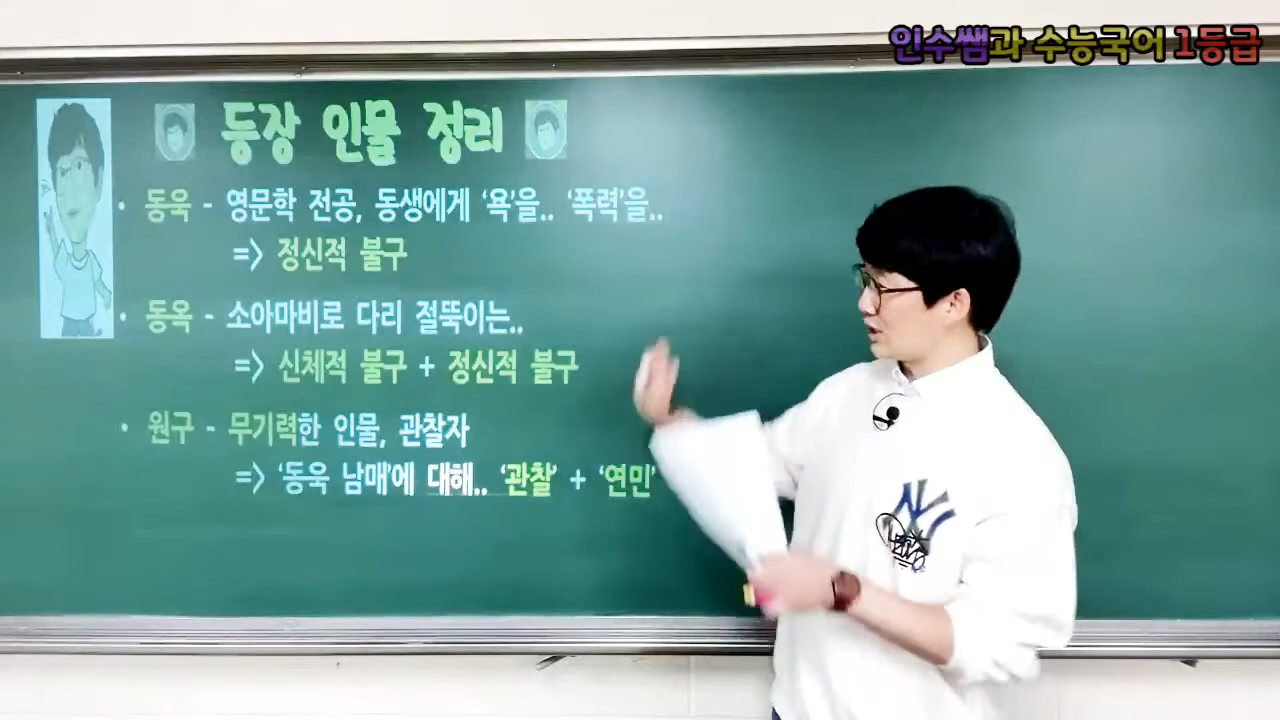 인수쌤과 수능국어 1등급
등장 인물 정리
• 동욱 - 영문학 전공, 동생에게 ‘욕’을.. ‘폭력’을..
=> 정신적 불구
• 동옥 - 소아마비로 다리 절뚝이는..
=> 신체적 불구 + 정신적 불구
• 원구 - 무기력한 인물, 관찰자
=> ‘동욱 남매’에 대해.. ‘관찰’ + ‘연민’
NY